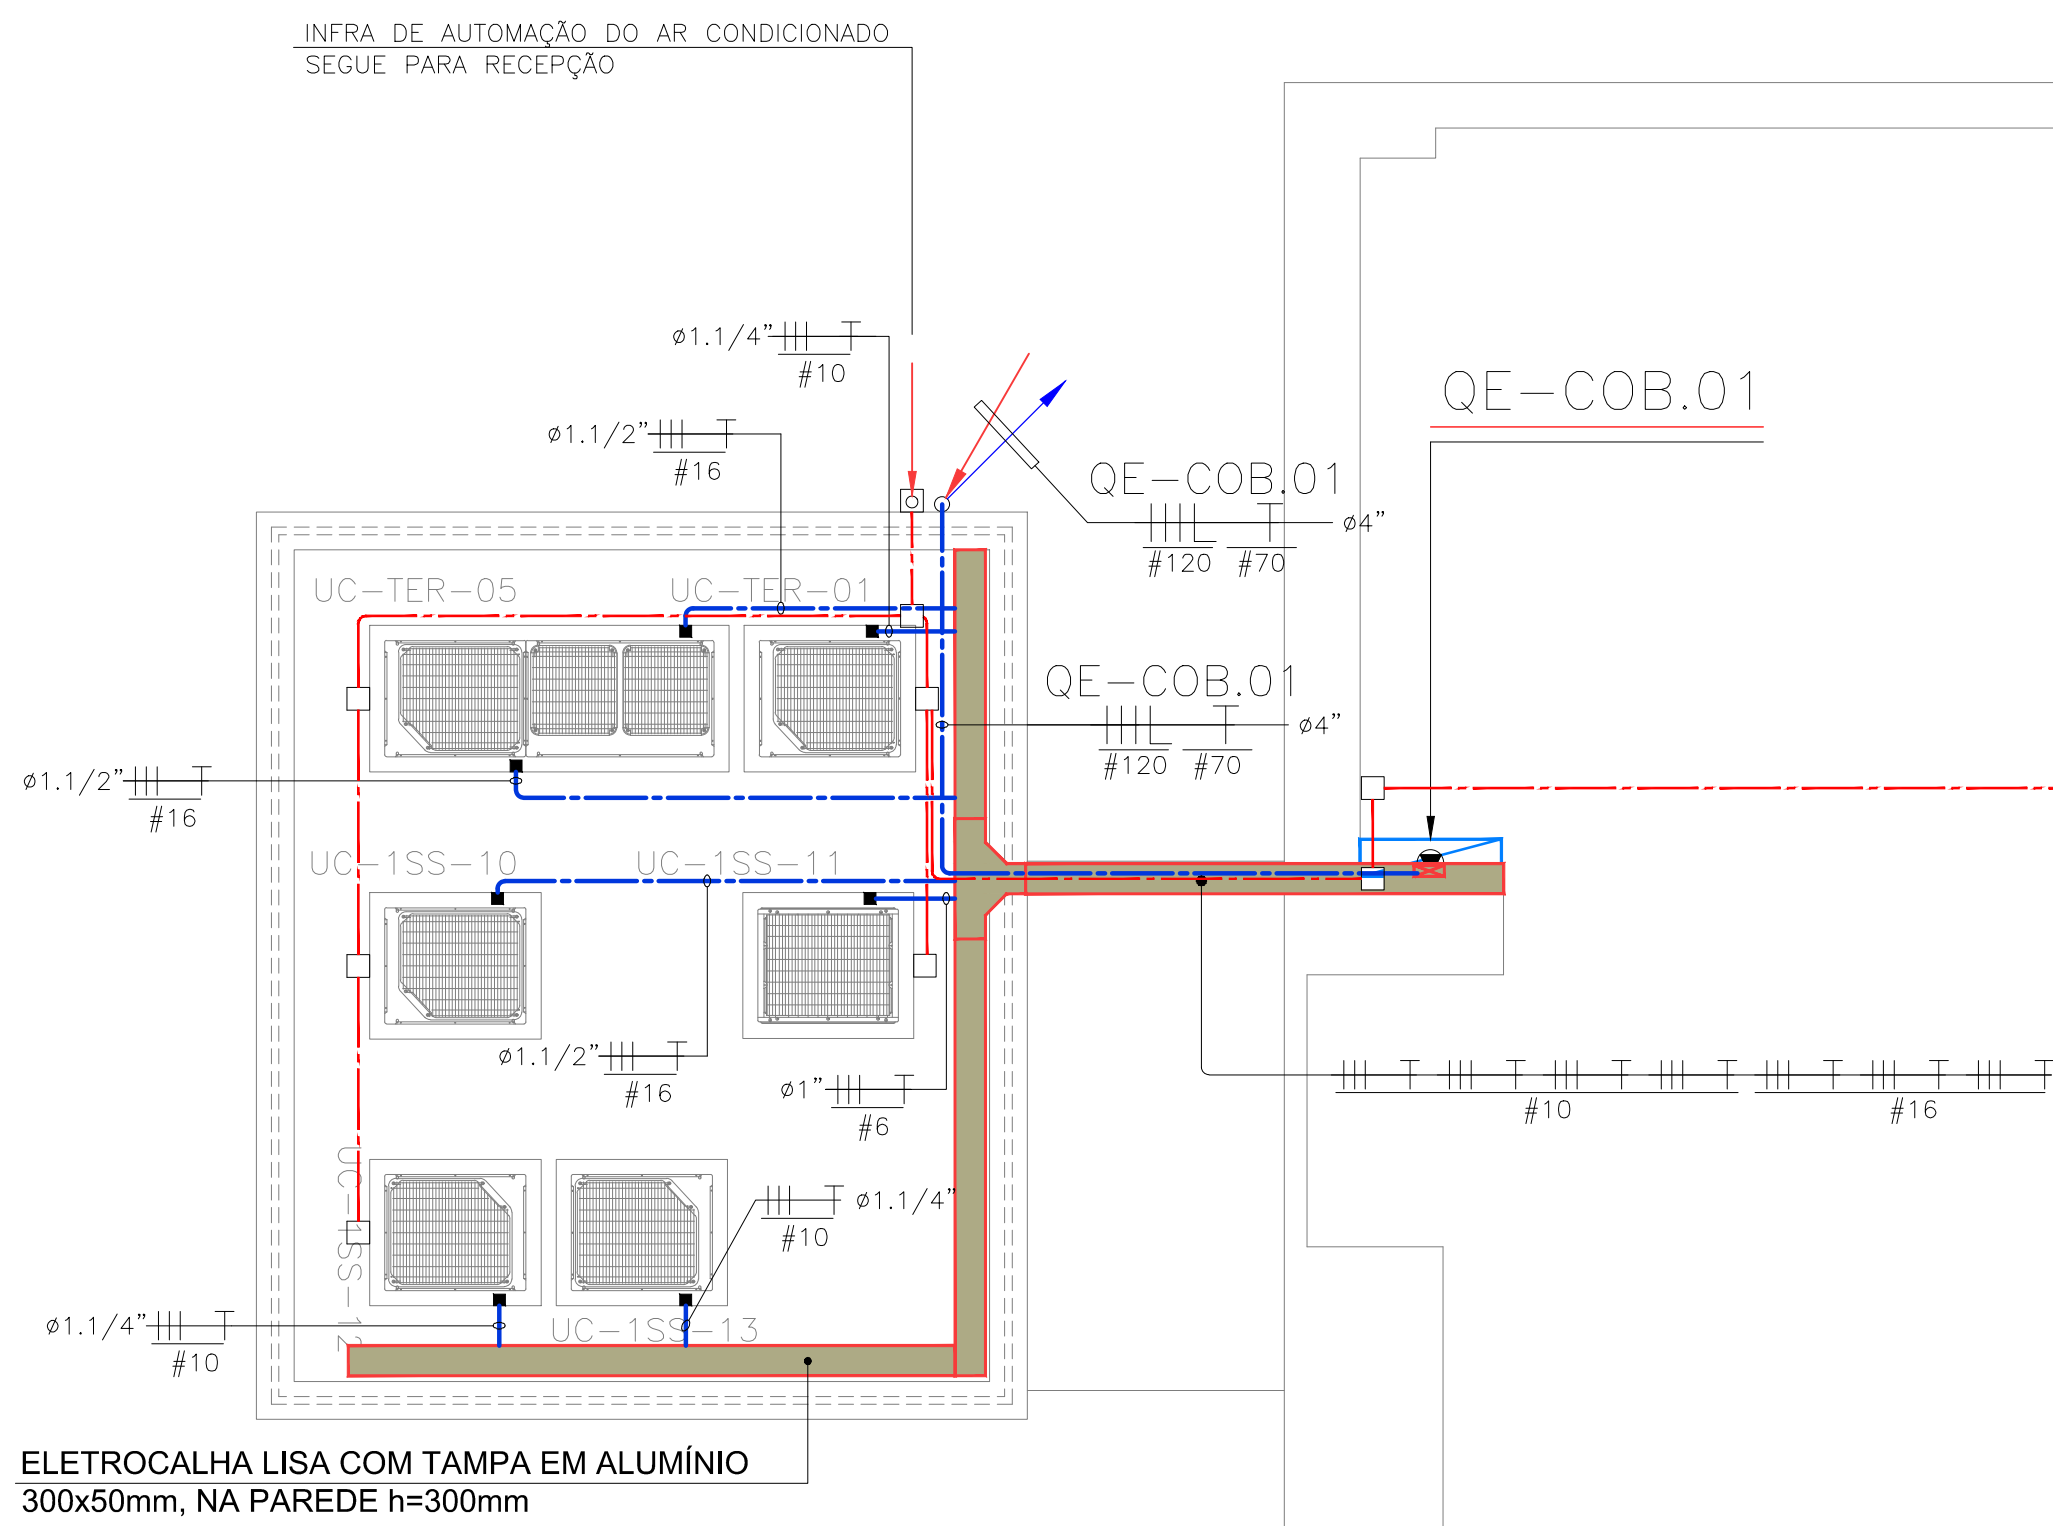 INFRA DE AUTOMAÇÃO DO AR CONDICIONADO
SEGUE PARA RECEPÇÃO
ø1.1/4"
#10
ø1.1/2"
#16
QE-COB.01
QE-COB.01
ø4"
#120 #70
UC-TER-05
UC-TER-01
QE-COB.01
ø4"
#120 #70
ø1.1/2"
#16
UC-1SS-10
UC-1SS-11
ø1.1/2"
#16
ø1"
#6
#10
#16
UC-1SS-12
ø1.1/4"
#10
ø1.1/4"
#10
UC-1SS-13
ELETROCALHA LISA COM TAMPA EM ALUMÍNIO
300x50mm, NA PAREDE h=300mm